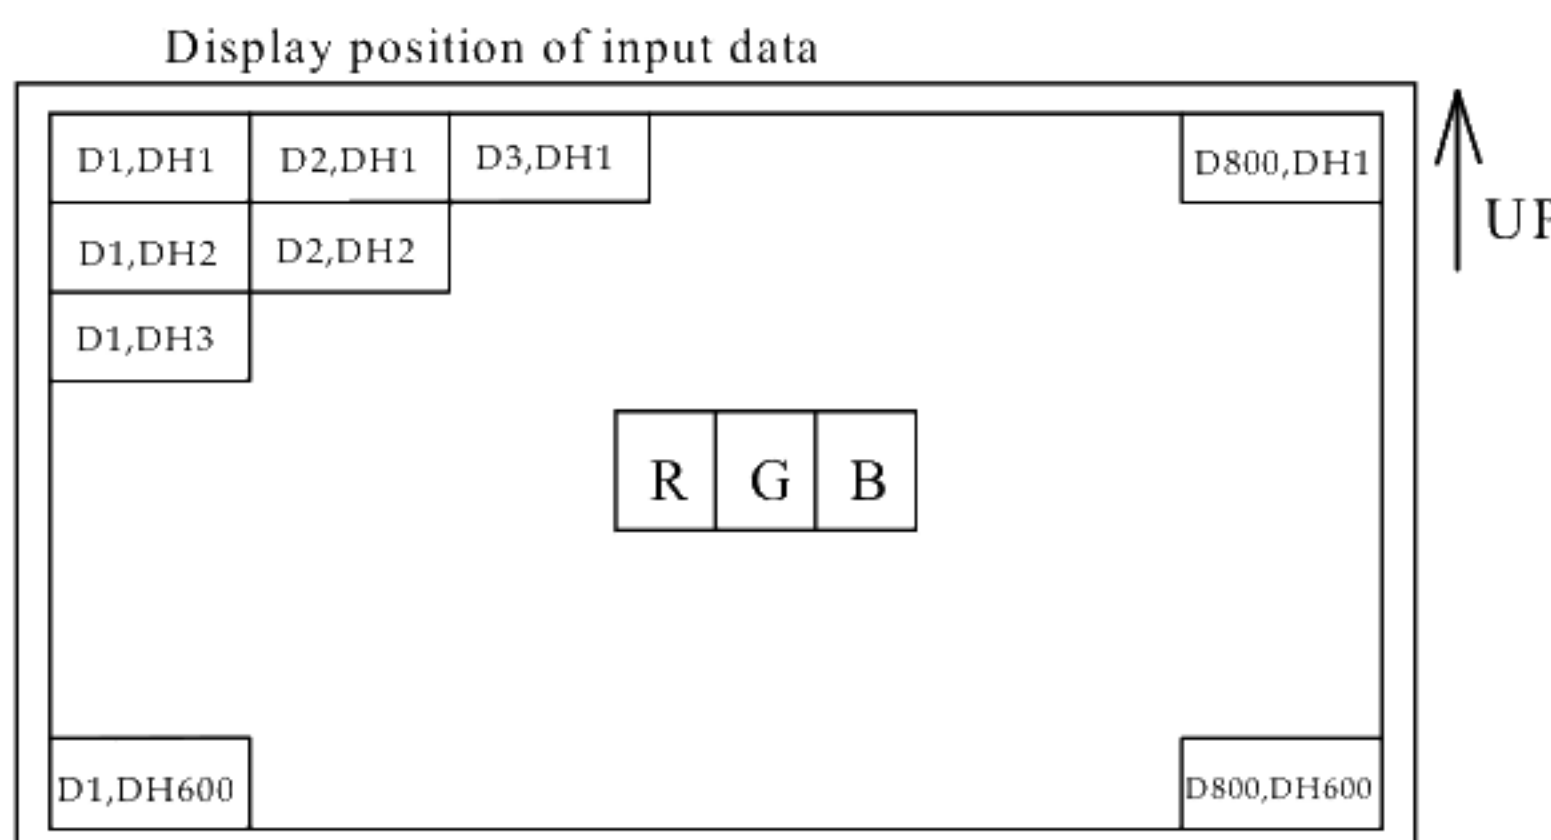 Display position of input data
D1,DH1 D2,DH1 D3,DH1 D800,DH1
D1,DH2 D2,DH2
D1,DH3
R G B
D1,DH600 D800,DH600